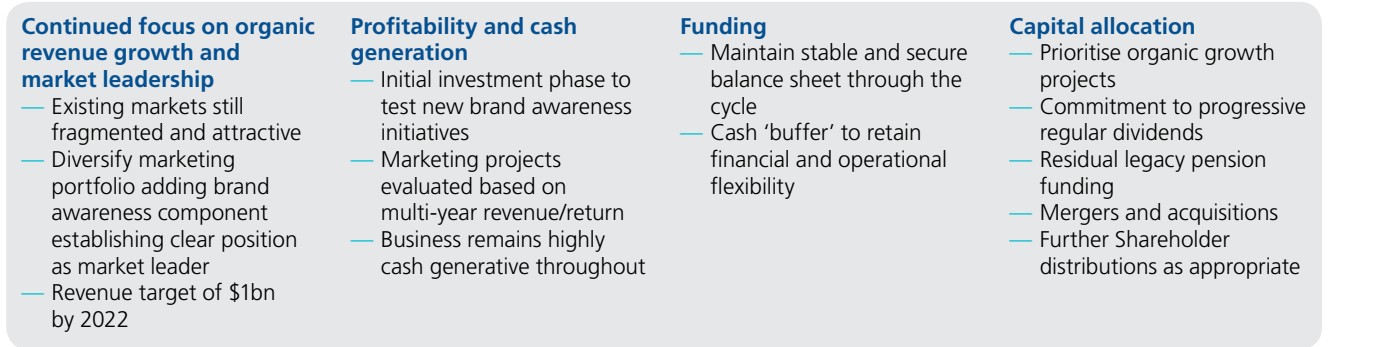 Continued focus on organic
revenue growth and
market leadership
— Existing markets still
fragmented and attractive
— Diversify marketing
portfolio adding brand
awareness component
establishing clear position
as market leader
— Revenue target of $1bn
by 2022
Profitability and cash
generation
— Initial investment phase to
test new brand awareness
initiatives
— Marketing projects
evaluated based on
multi-year revenue/return
— Business remains highly
cash generative throughout
Funding
— Maintain stable and secure
balance sheet through the
cycle
— Cash ‘buffer’ to retain
financial and operational
flexibility
Capital allocation
— Prioritise organic growth
projects
— Commitment to progressive
regular dividends
— Residual legacy pension
funding
— Mergers and acquisitions
— Further Shareholder
distributions as appropriate